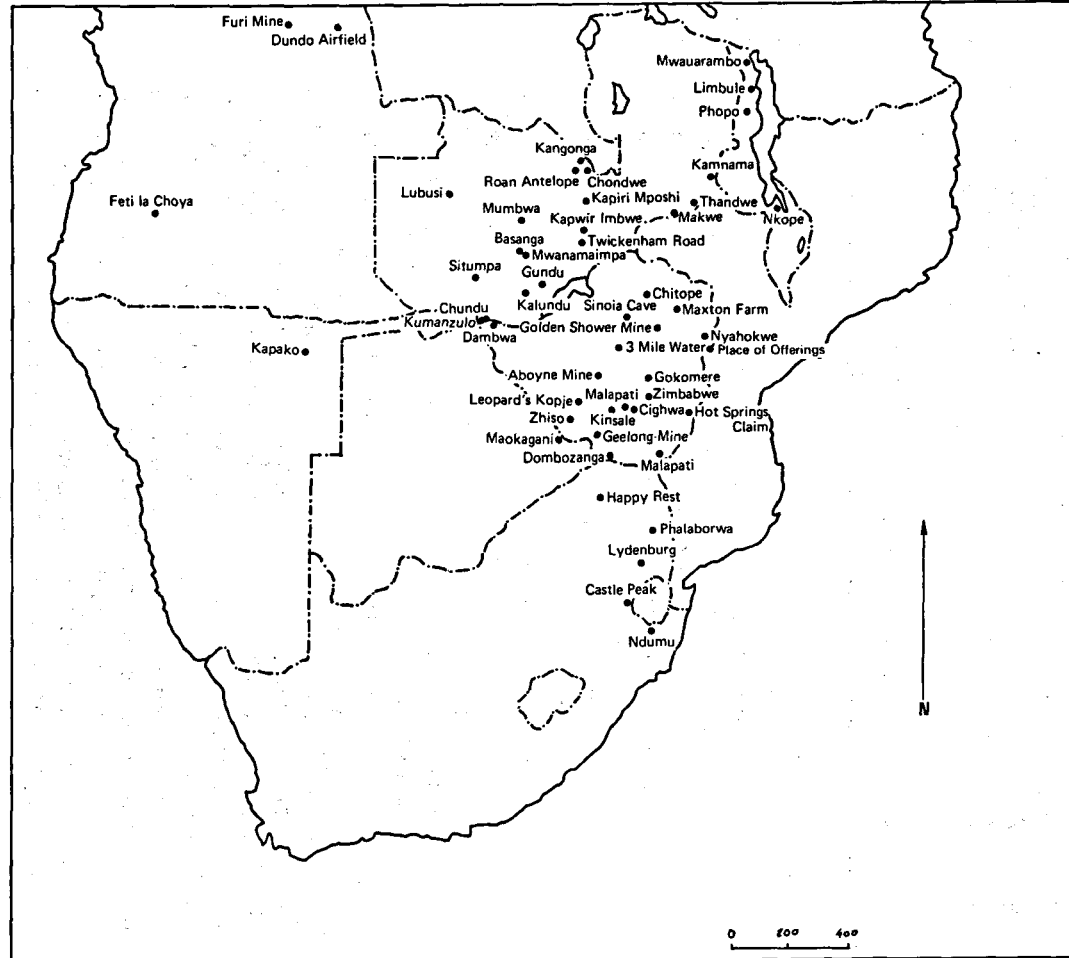 Furi Mine
Dundo Airfield
Mwauarambo
Limbule
Phopo
Kangonga
Roan Antelope
Chondwe
Kamnama
Lubusi
Kapiri Mposhi
Thandwe
Feti la Choya
Mumbwa
Makwe
Nkope
Kapwir Imbwe
Twickenham Road
Basanga
Mwanamaimpa
Situmpa
Gundu
Kalundu
Chitope
Sinoia Cave
Maxton Farm
Chundu
Kumanzulo
Dambwa
Golden Shower Mine
Nyahokwe
Kapako
3 Mile Water
Place of Offerings
Aboyne Mine
Gokomere
Leopard's Kopje
Malapati
Zimbabwe
Zhiso
Kinsale
Cighwa
Hot Springs
Claim
Maokagani
Geelong Mine
Dombozanga
Malapati
Happy Rest
Phalaborwa
Lydenburg
Castle Peak
Ndumu
N
0 200 400